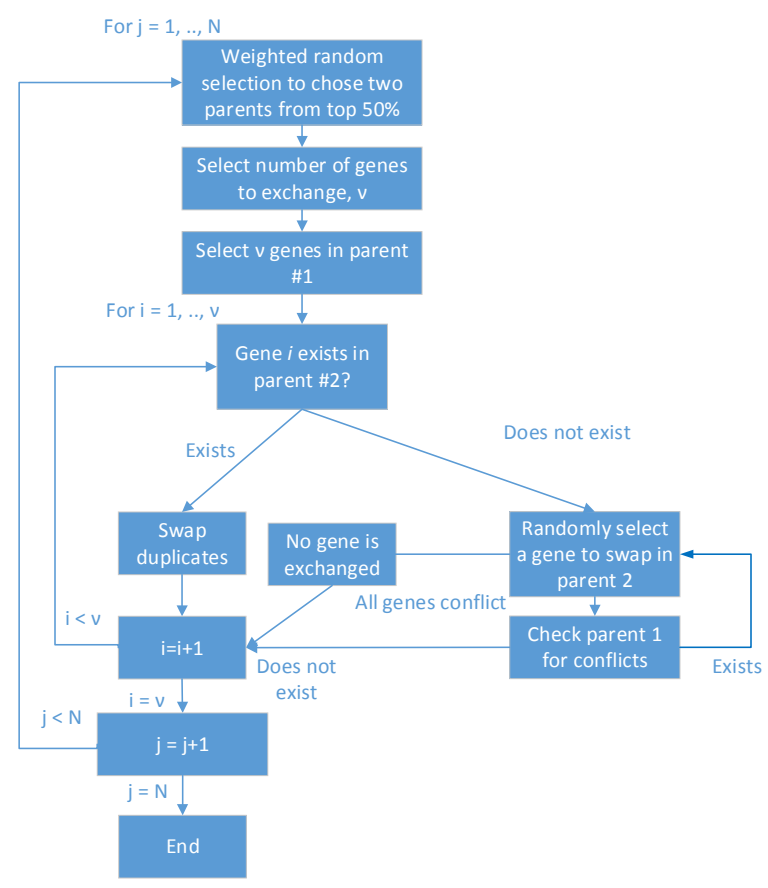 For j = 1, .., N
Weighted random
selection to chose two
parents from top 50%
Select number of genes
to exchange, ν
Select ν genes in parent
#1
For i = 1, .., ν
Gene i exists in
parent #2?
Exists
Does not exist
Swap
duplicates
No gene is
exchanged
Randomly select
a gene to swap in
parent 2
All genes conflict
i < ν
i=i+1
Does not
exist
Check parent 1
for conflicts
Exists
i = ν
j < N
j = j+1
j = N
End